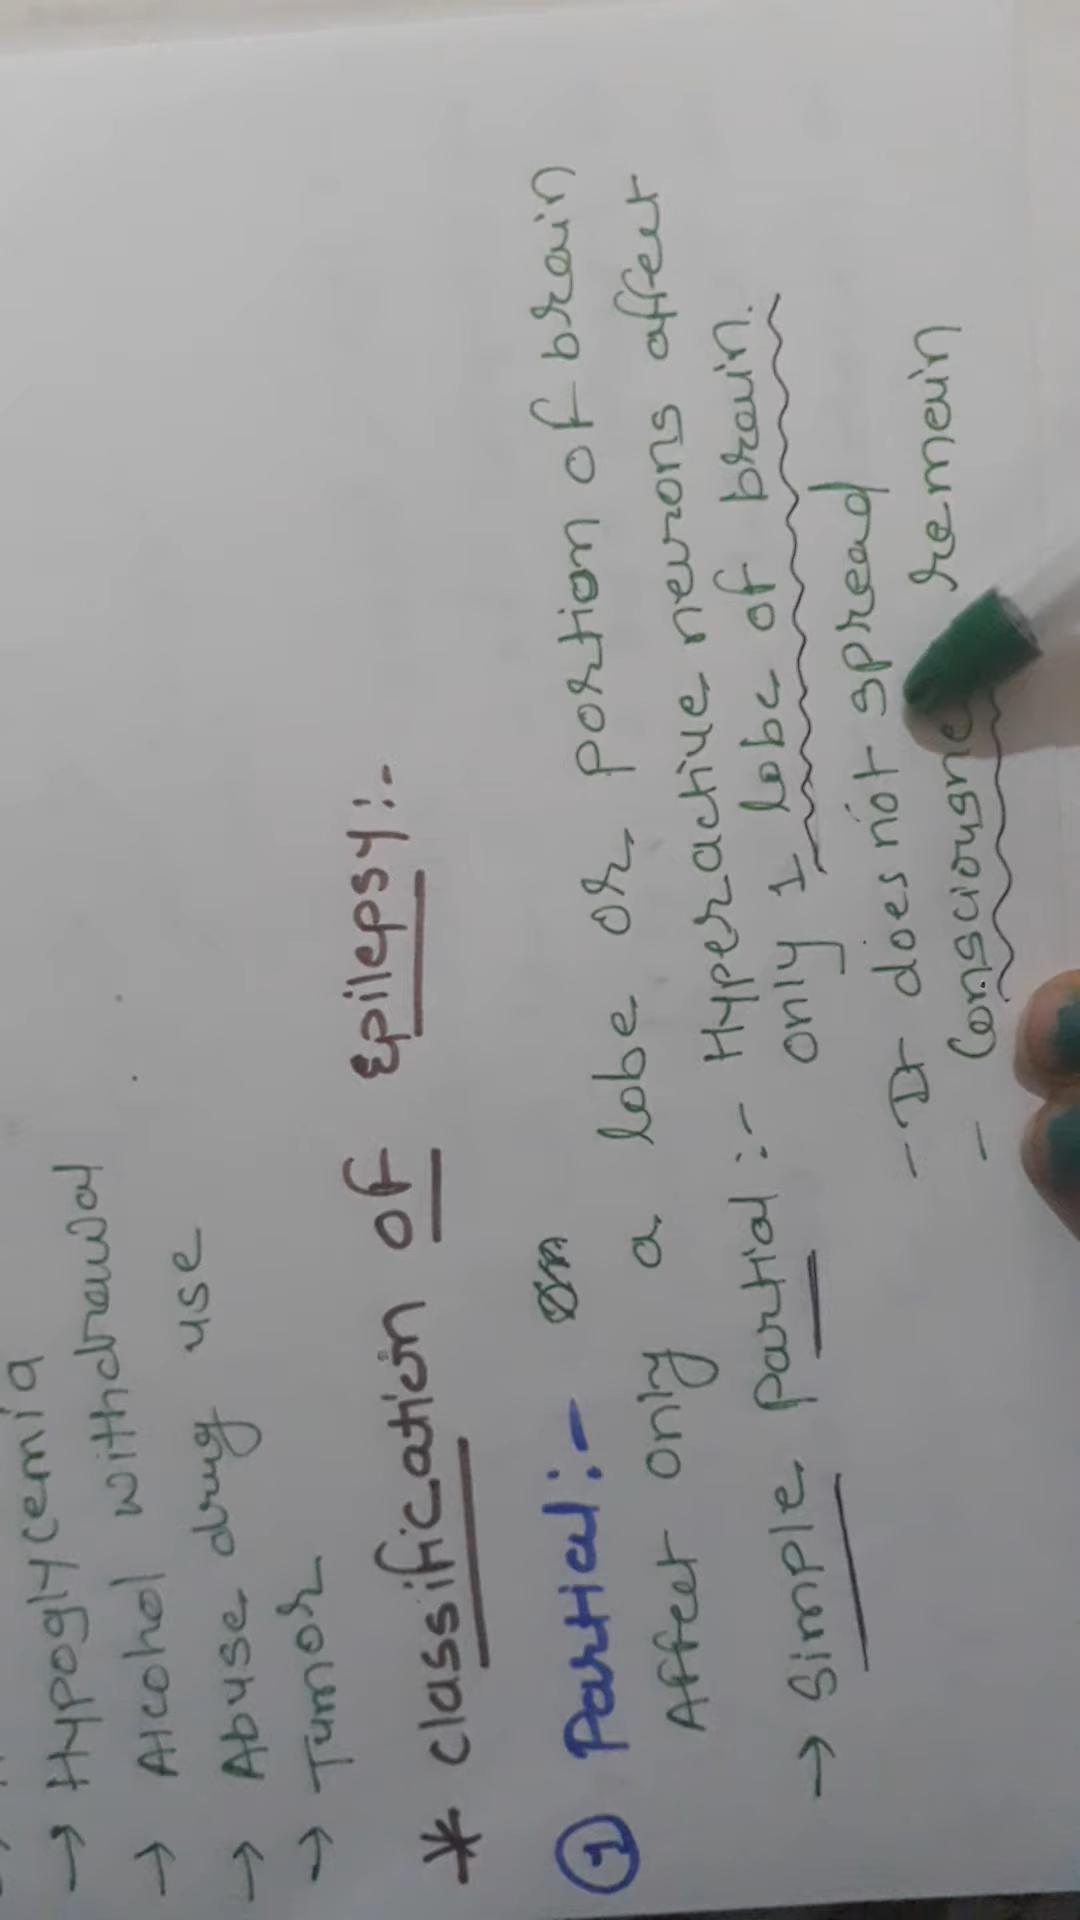 → Hypoglycemia
→ Alcohol withdrawal
→ Abuse drug use
→ Tumor
* Classification of Epilepsy:-
① Partial:-
Affect only a lobe or portion of brain
→ Simple partial:- Hyperactive neurons affect
only 1 lobe of brain.
- It does not spread
- Consciousne remain